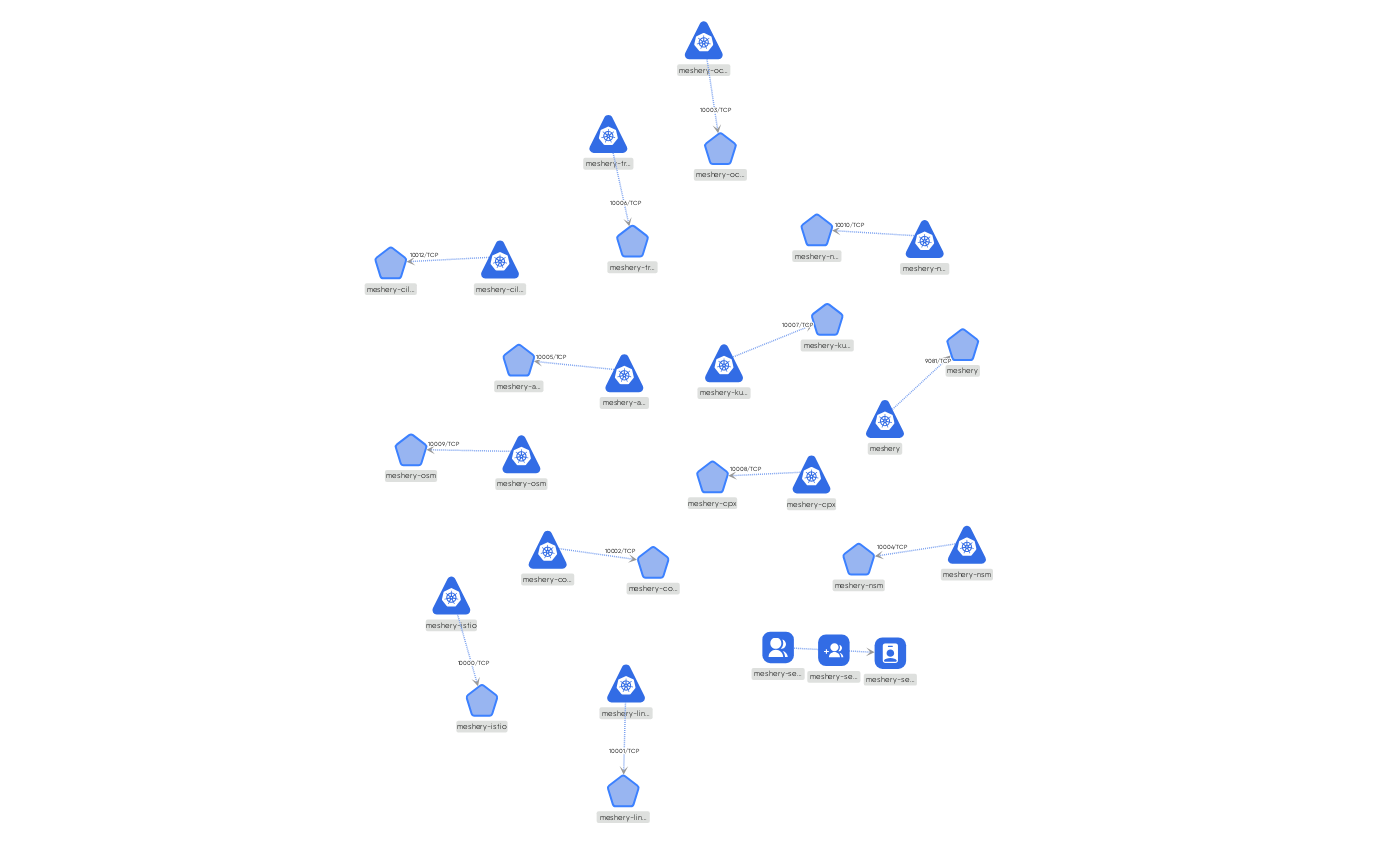 meshery-oc...
10003/TCP
meshery-oc...
meshery-tr...
10006/TCP
meshery-tr...
10010/TCP
meshery-n...
meshery-n...
10012/TCP
meshery-cil...
meshery-cil...
10007/TCP
meshery-ku...
meshery-ku...
9081/TCP
meshery
meshery
10005/TCP
meshery-a...
meshery-a...
10009/TCP
meshery-osm
meshery-osm
10008/TCP
meshery-cpx
meshery-cpx
10002/TCP
meshery-co...
meshery-co...
10004/TCP
meshery-nsm
meshery-nsm
meshery-istio
10000/TCP
meshery-istio
meshery-se...
meshery-se...
meshery-se...
meshery-lin...
10001/TCP
meshery-lin...